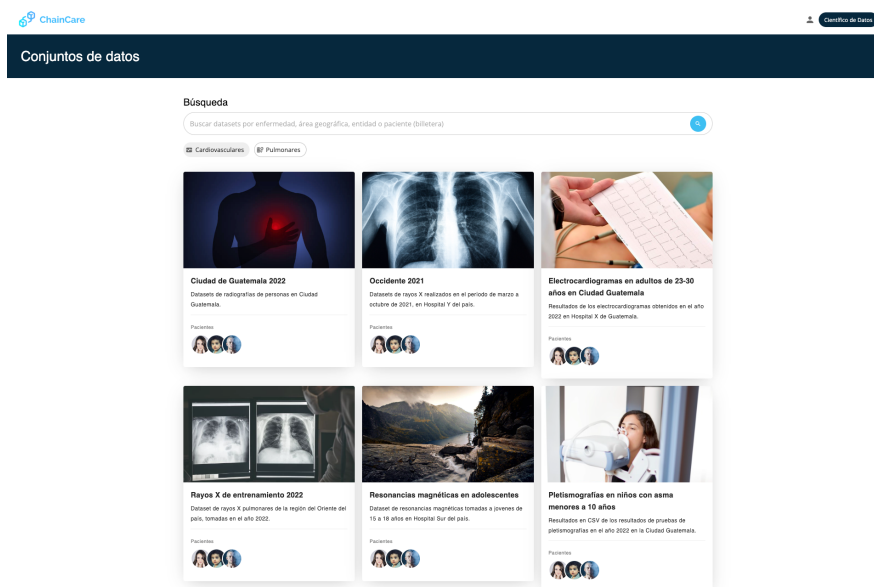 ChainCare
Científico de Datos
Conjuntos de datos
Búsqueda
Buscar datasets por enfermedad, área geográfica, entidad o paciente (billetera)
Cardiovasculares
Pulmonares
Ciudad de Guatemala 2022
Datasets de radiografías de personas en Ciudad
Guatemala.
Pacientes
Occidente 2021
Datasets de rayos X realizados en el periodo de marzo a
octubre de 2021, en Hospital Y del país.
Pacientes
Electrocardiogramas en adultos de 23-30
años en Ciudad Guatemala
Resultados de los electrocardiogramas obtenidos en el año
2022 en Hospital X de Guatemala.
Pacientes
Rayos X de entrenamiento 2022
Dataset de rayos X pulmonares de la región del Oriente del
país, tomadas en el año 2022.
Pacientes
Resonancias magnéticas en adolescentes
Dataset de resonancias magnéticas tomadas a jovenes de
15 a 18 años en Hospital Sur del país.
Pacientes
Pletismografías en niños con asma
menores a 10 años
Resultados en CSV de los resultados de pruebas de
pletismografías en el año 2022 en la Ciudad Guatemala.
Pacientes